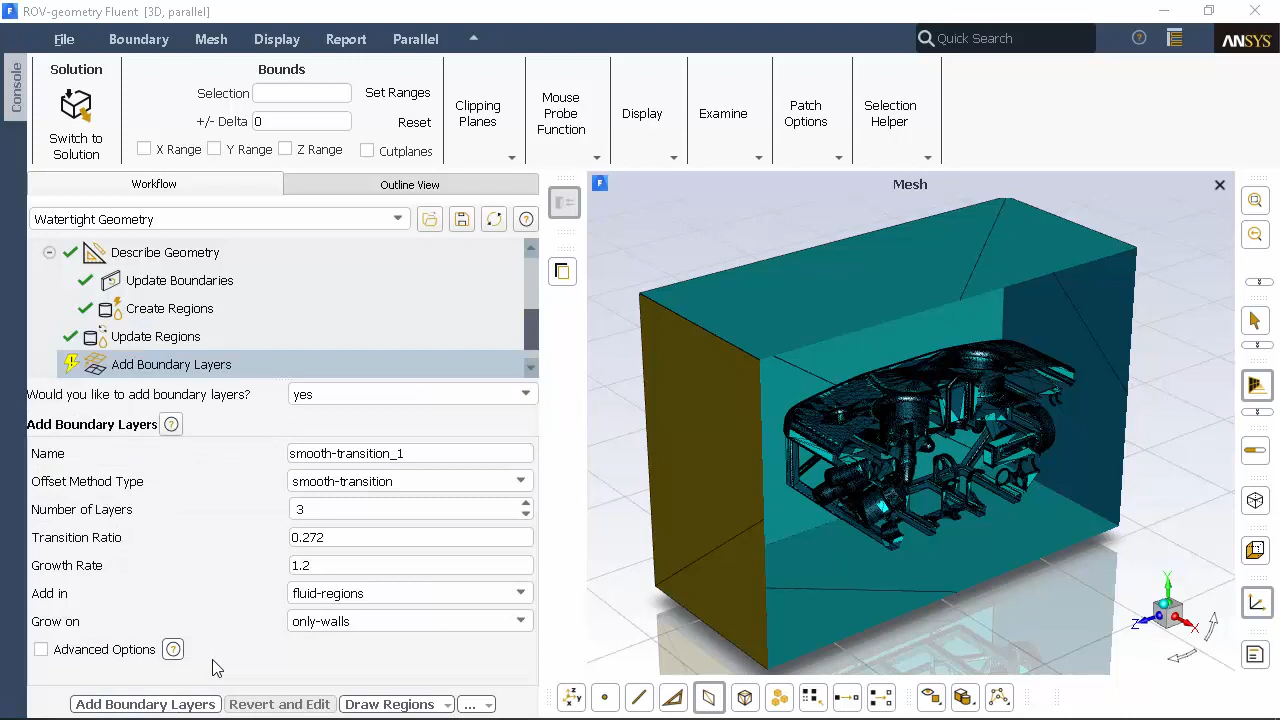 ROV-geometry Fluent [3D, parallel]
File Boundary Mesh Display Report Parallel
Quick Search
ANSYS
Console
Solution
Switch to
Solution
Bounds
Selection
Set Ranges
+/- Delta 0
Reset
X Range Y Range Z Range Cutplanes
Clipping
Planes
Mouse
Probe
Function
Display
Examine
Patch
Options
Selection
Helper
Workflow
Outline View
Watertight Geometry
Describe Geometry
Update Boundaries
Create Regions
Update Regions
Add Boundary Layers
Would you like to add boundary layers? yes
Add Boundary Layers
Name smooth-transition_1
Offset Method Type smooth-transition
Number of Layers 3
Transition Ratio 0.272
Growth Rate 1.2
Add in fluid-regions
Grow on only-walls
Advanced Options
Add Boundary Layers Revert and Edit Draw Regions ...
Mesh
Y
Z
X